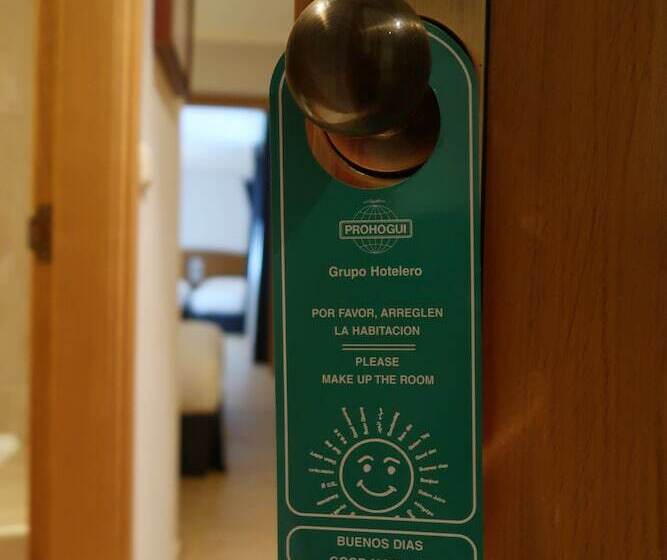 PROHOGUI
Grupo Hotelero
POR FAVOR, ARREGLEN
LA HABITACION
PLEASE
MAKE UP THE ROOM
BUENOS DIAS